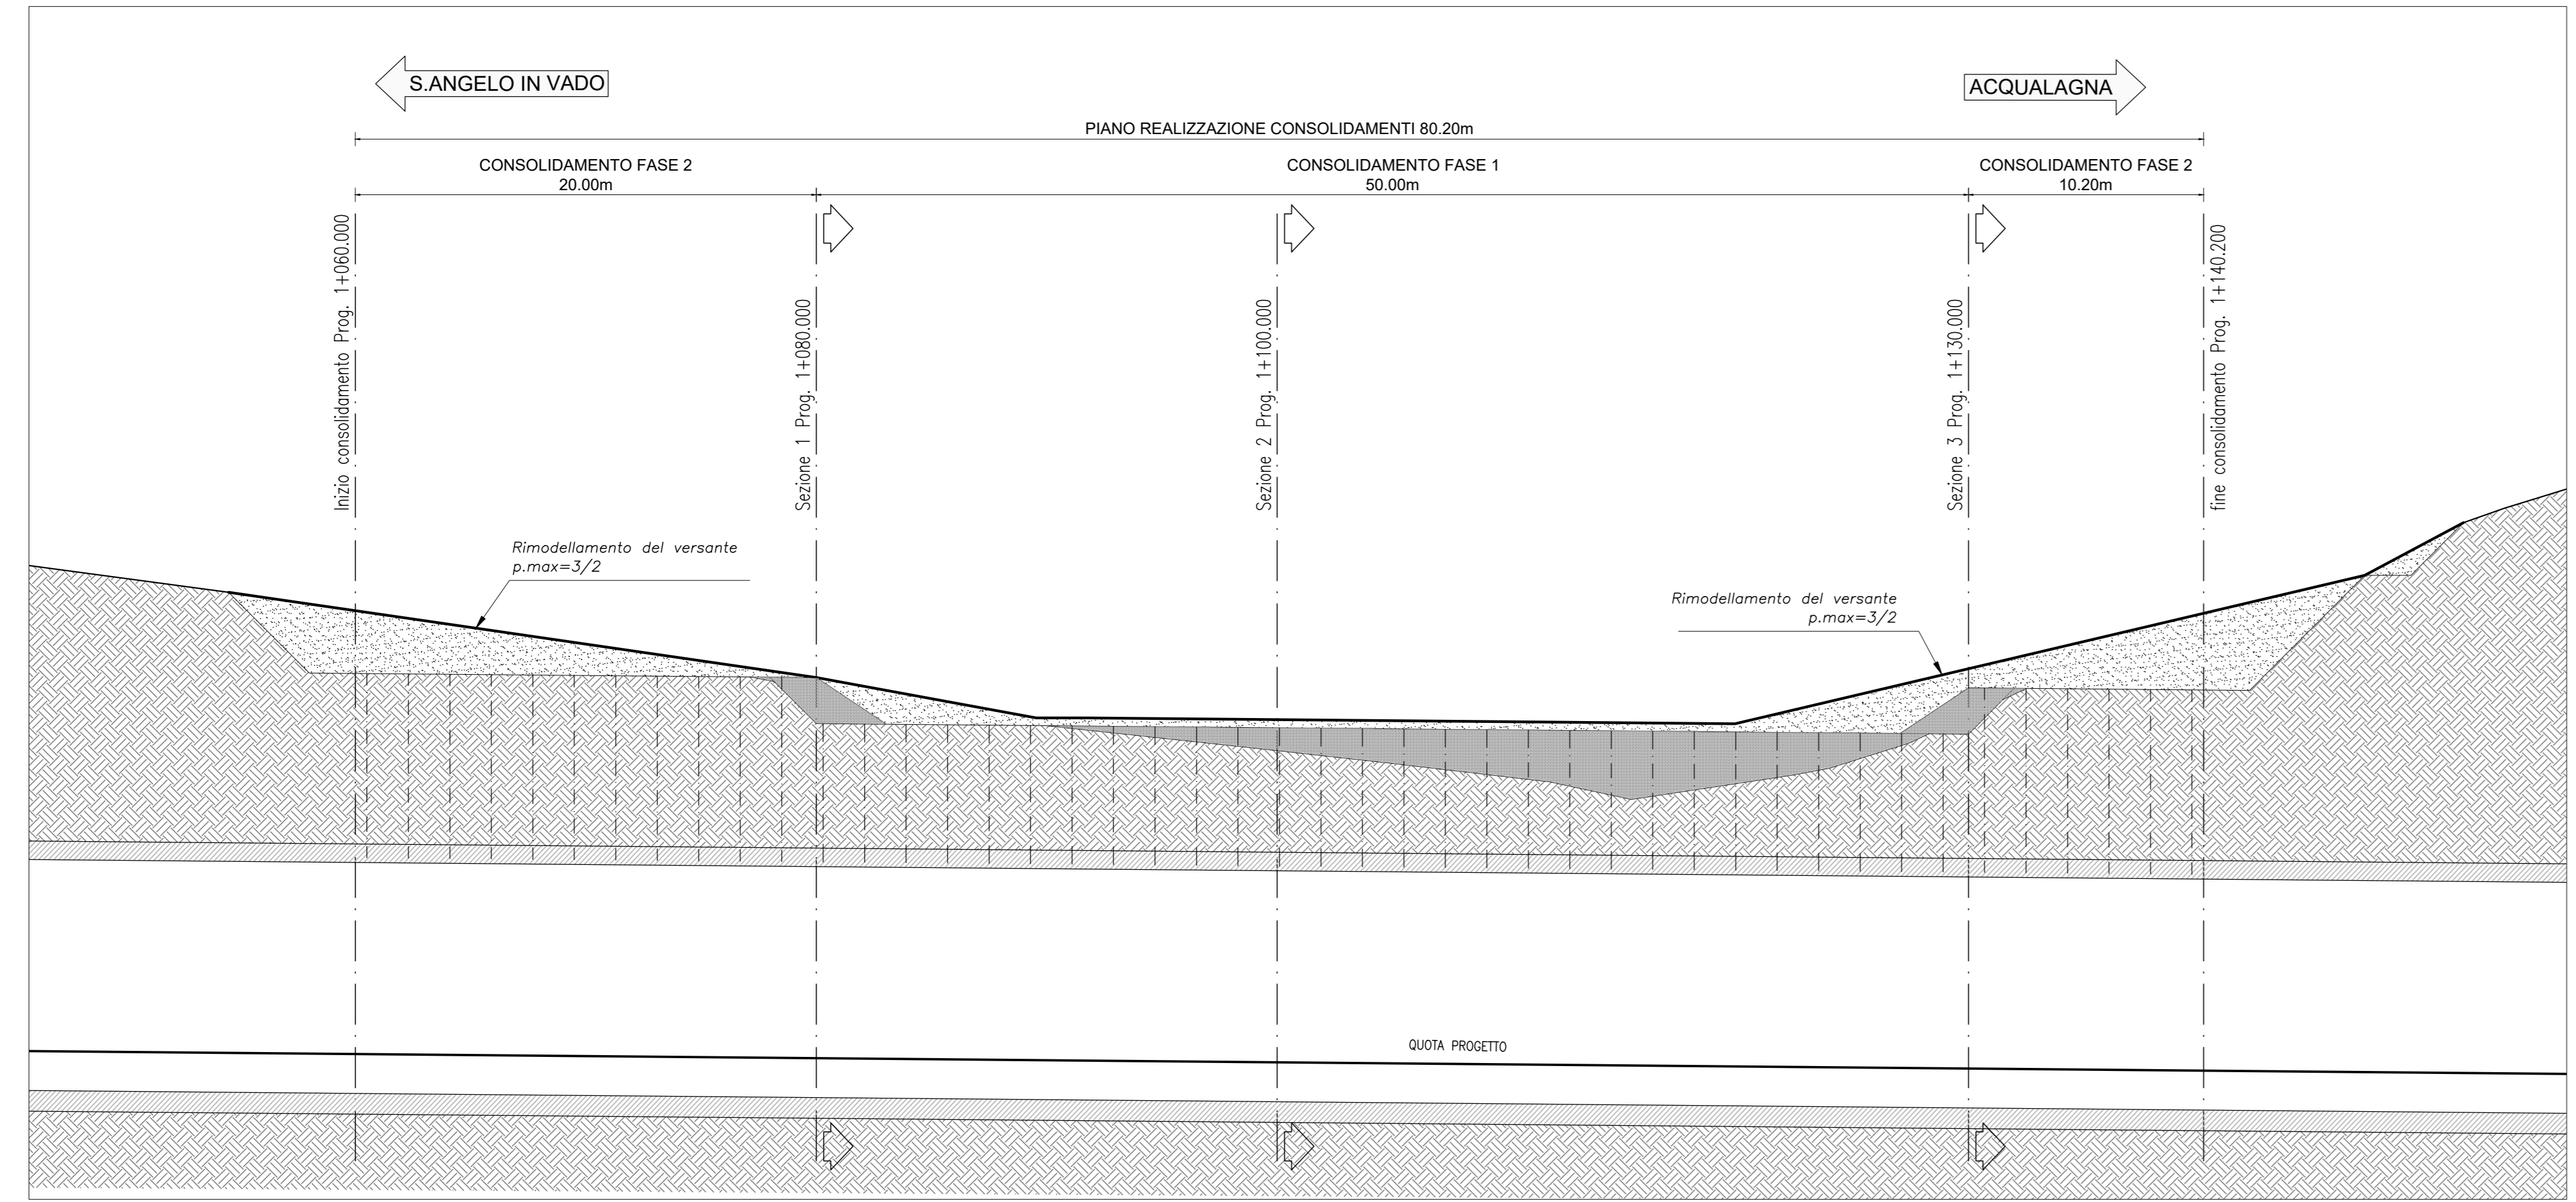 S.ANGELO IN VADO
ACQUALAGNA
PIANO REALIZZAZIONE CONSOLIDAMENTI 80.20m
CONSOLIDAMENTO FASE 2
20.00m
CONSOLIDAMENTO FASE 1
50.00m
CONSOLIDAMENTO FASE 2
10.20m
Inizio consolidamento Prog. 1+060.000
Sezione 1 Prog. 1+080.000
Sezione 2 Prog. 1+100.000
Sezione 3 Prog. 1+130.000
fine consolidamento Prog. 1+140.200
Rimodellamento del versante
p.max=3/2
Rimodellamento del versante
p.max=3/2
QUOTA PROGETTO